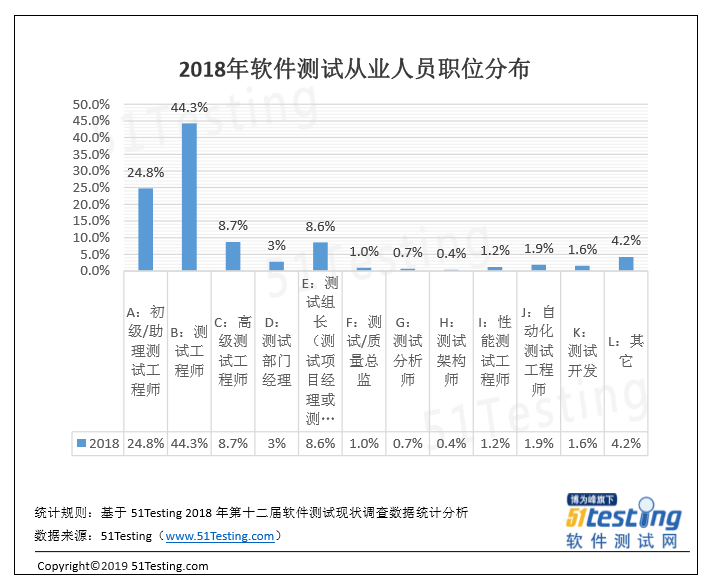 2018年软件测试从业人员职位分布
50.0%
45.0%
40.0%
35.0%
30.0%
25.0%
20.0%
15.0%
10.0%
5.0%
0.0%
24.8%
44.3%
8.7%
3%
8.6%
1.0%
0.7%
0.4%
1.2%
1.9%
1.6%
4.2%
A：初
级/助
理测试
工程师
B：测
试工程
师
C：高
级测试
工程师
D：测试
部门
经理
E：测
试组
长
（测试
项目经
理或
测…
F：测
试/质
量总
监
G：
测试
分析
师
H：
测试
架构
师
I：性
能测试
工程师
J：自
动化
测试
工程
师
K：
测试
开发
L：其
它
2018 24.8% 44.3% 8.7% 3% 8.6% 1.0% 0.7% 0.4% 1.2% 1.9% 1.6% 4.2%
51Testing
51Testing
51Testing
统计规则：基于 51Testing 2018 年第十二届软件测试现状调查数据统计分析
数据来源：51Testing（www.51Testing.com）
博为峰旗下
51testing
软件测试网
Copyright©2019 51Testing.com